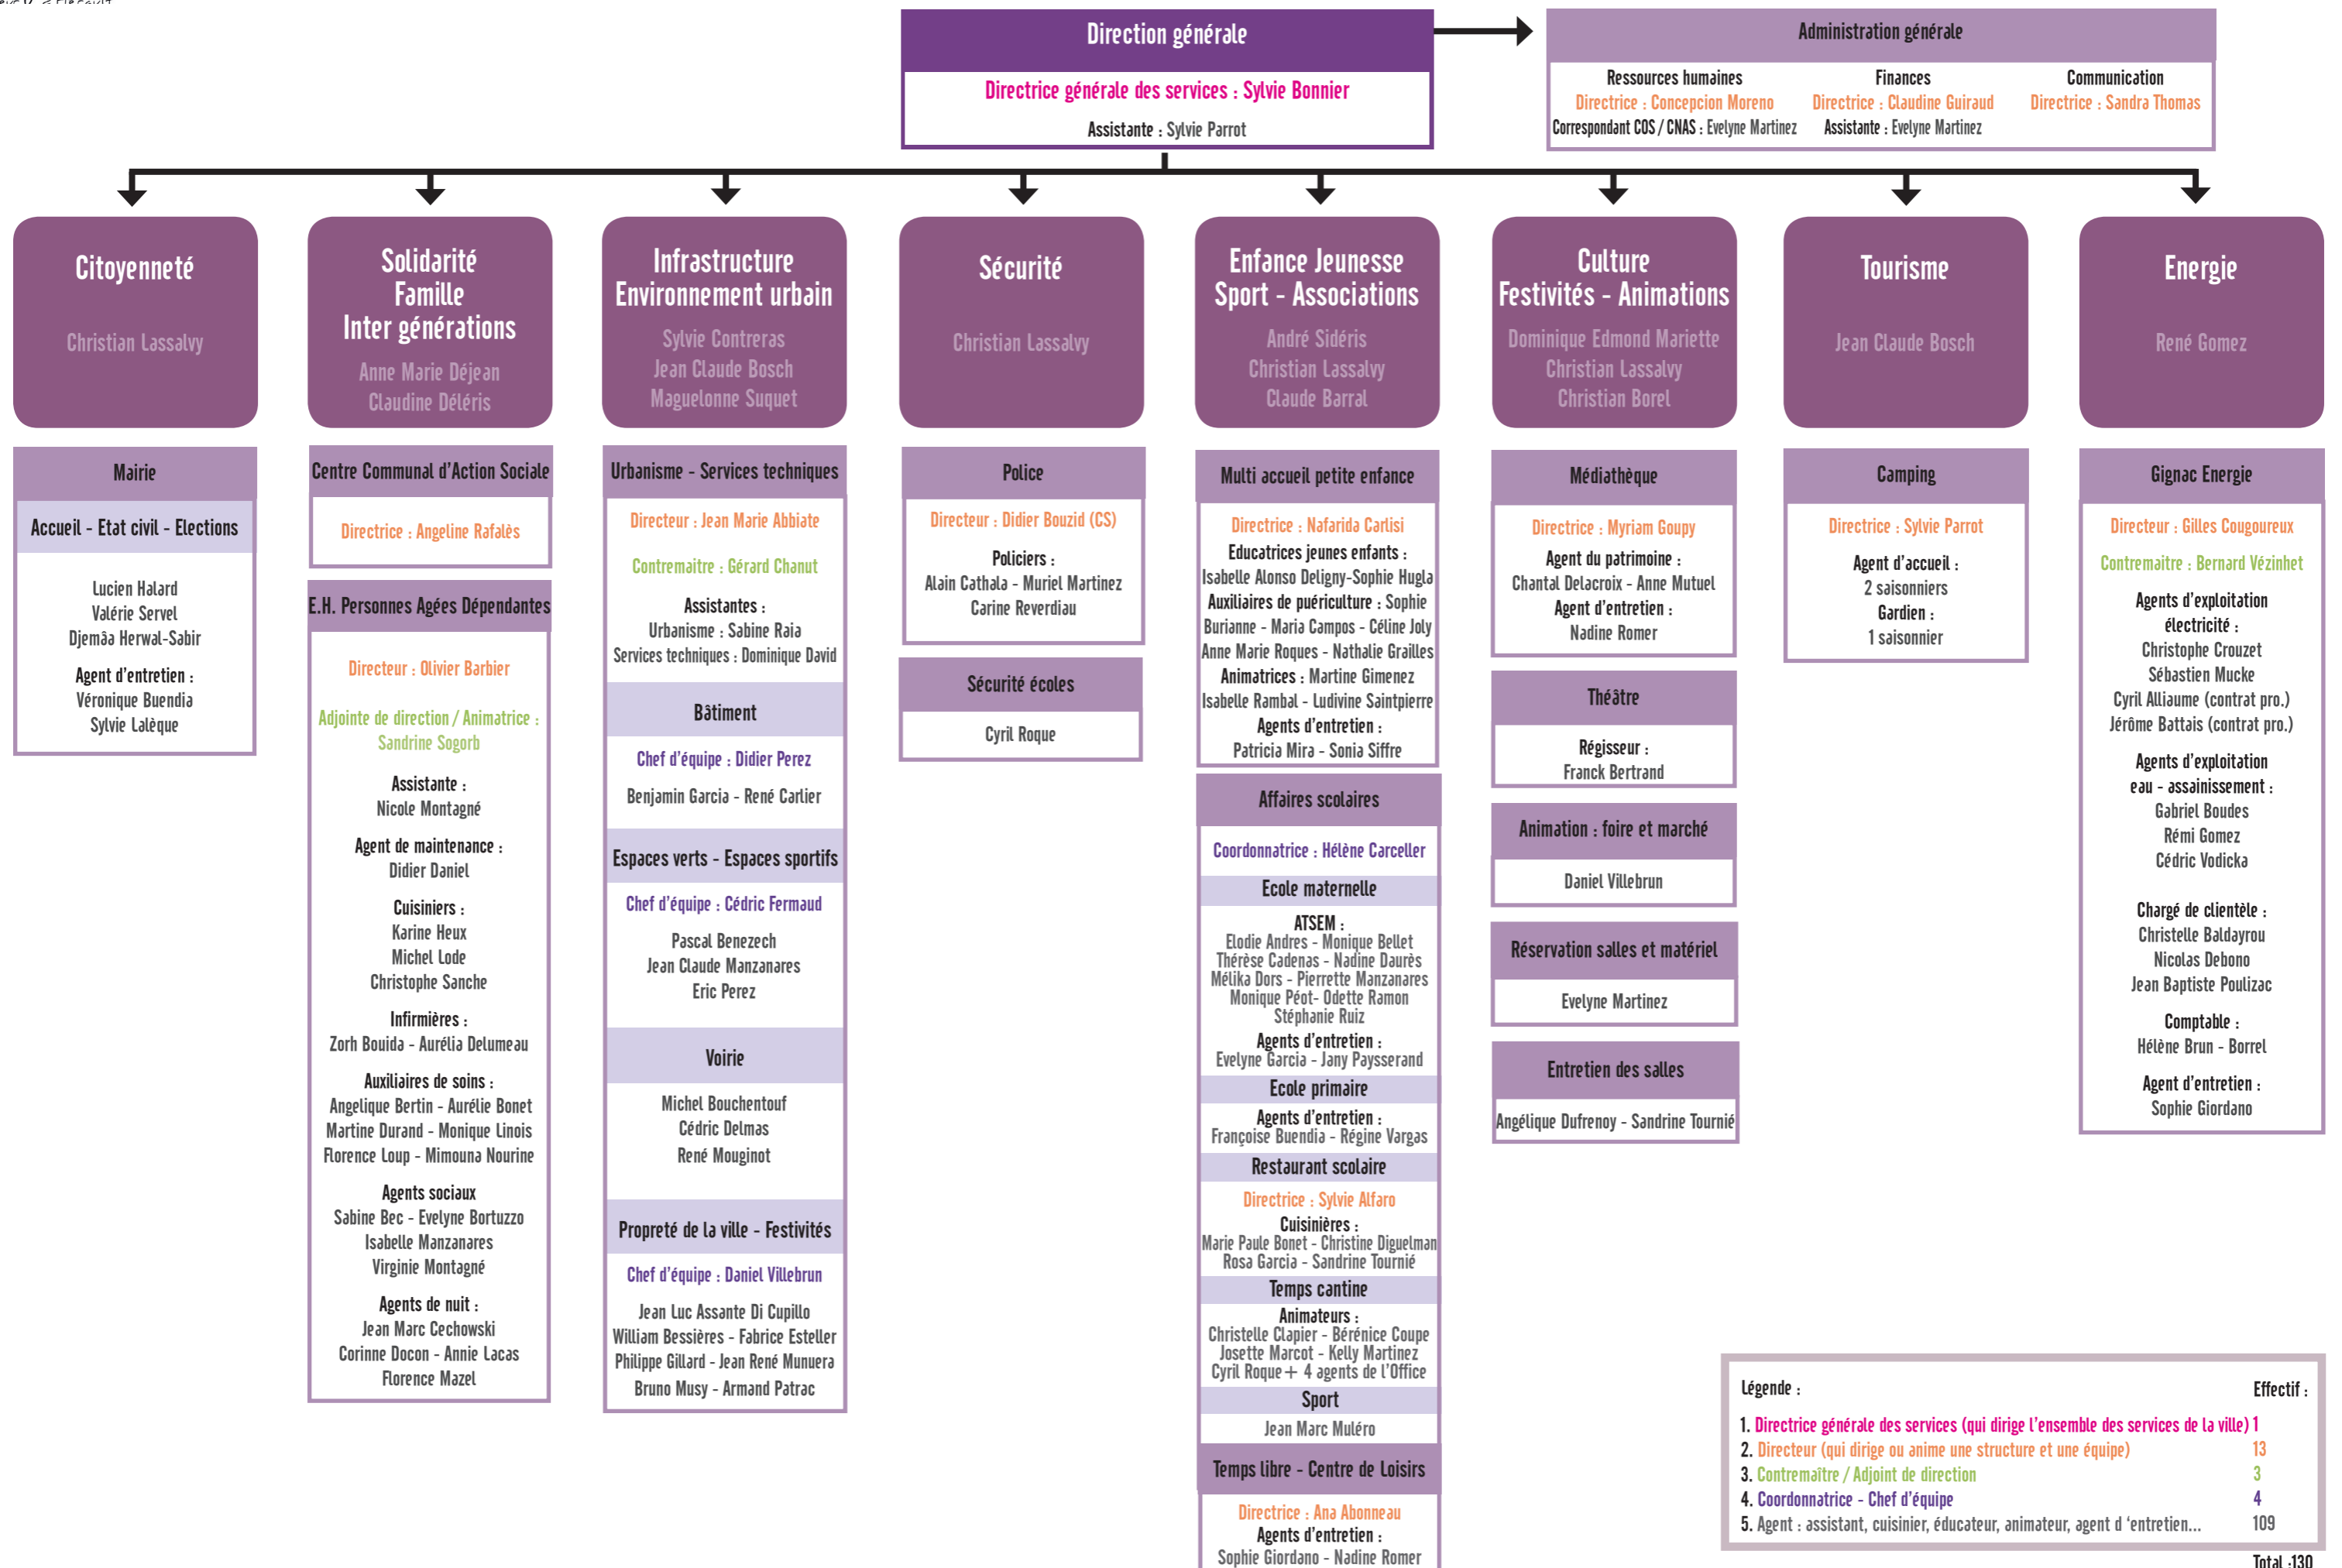 Direction générale
Directrice générale des services : Sylvie Bonnier
Assistante : Sylvie Parrot
Administration générale
Ressources humaines
Directrice : Concepcion Moreno
Correspondant COS / CNAS : Evelyne Martinez
Finances
Directrice : Claudine Guiraud
Assistante : Evelyne Martinez
Communication
Directrice : Sandra Thomas
Citoyenneté
Christian Lassalvy
Mairie
Accueil - Etat civil - Elections
Lucien Halard
Valérie Servel
Djemâa Herwal-Sabir
Agent d'entretien :
Véronique Buendia
Sylvie Lalèque
Solidarité
Famille
Inter générations
Anne Marie Déjean
Claudine Déléris
Centre Communal d'Action Sociale
Directrice : Angeline Rafalès
E.H. Personnes Agées Dépendantes
Directeur : Olivier Barbier
Adjointe de direction / Animatrice :
Sandrine Sogorb
Assistante :
Nicole Montagné
Agent de maintenance :
Didier Daniel
Cuisiniers :
Karine Heux
Michel Lode
Christophe Sanche
Infirmières :
Zorh Bouida - Aurélia Delumeau
Auxiliaires de soins :
Angelique Bertin - Aurélie Bonet
Martine Durand - Monique Linois
Florence Loup - Mimouna Nourine
Agents sociaux
Sabine Bec - Evelyne Bortuzzo
Isabelle Manzanares
Virginie Montagné
Agents de nuit :
Jean Marc Cechowski
Corinne Docon - Annie Lacas
Florence Mazel
Infrastructure
Environnement urbain
Sylvie Contreras
Jean Claude Bosch
Maguelonne Suquet
Urbanisme - Services techniques
Directeur : Jean Marie Abbiate
Contremaitre : Gérard Chanut
Assistantes :
Urbanisme : Sabine Raia
Services techniques : Dominique David
Bâtiment
Chef d'équipe : Didier Perez
Benjamin Garcia - René Carlier
Espaces verts - Espaces sportifs
Chef d'équipe : Cédric Fermaud
Pascal Benezech
Jean Claude Manzanares
Eric Perez
Voirie
Michel Bouchentouf
Cédric Delmas
René Mouginot
Propreté de la ville - Festivités
Chef d'équipe : Daniel Villebrun
Jean Luc Assante Di Cupillo
William Bessières - Fabrice Esteller
Philippe Gillard - Jean René Munuera
Bruno Musy - Armand Patrac
Sécurité
Christian Lassalvy
Police
Directeur : Didier Bouzid (CS)
Policiers :
Alain Cathala - Muriel Martinez
Carine Reverdiau
Sécurité écoles
Cyril Roque
Enfance Jeunesse
Sport - Associations
André Sidéris
Christian Lassalvy
Claude Barral
Multi accueil petite enfance
Directrice : Nafarida Carlisi
Educatrices jeunes enfants :
Isabelle Alonso Deligny-Sophie Hugla
Auxiliaires de puériculture : Sophie
Burianne - Maria Campos - Céline Joly
Anne Marie Roques - Nathalie Grailles
Animatrices : Martine Gimenez
Isabelle Rambal - Ludivine Saintpierre
Agents d'entretien :
Patricia Mira - Sonia Siffre
Affaires scolaires
Coordonnatrice : Hélène Carceller
Ecole maternelle
ATSEM :
Elodie Andres - Monique Bellet
Thérèse Cadenas - Nadine Daurès
Mélika Dors - Pierrette Manzanares
Monique Péot- Odette Ramon
Stéphanie Ruiz
Agents d'entretien :
Evelyne Garcia - Jany Paysserand
Ecole primaire
Agents d'entretien :
Françoise Buendia - Régine Vargas
Restaurant scolaire
Directrice : Sylvie Alfaro
Cuisinières :
Marie Paule Bonet - Christine Diguelman
Rosa Garcia - Sandrine Tournié
Temps cantine
Animateurs :
Christelle Clapier - Bérénice Coupe
Josette Marcot - Kelly Martinez
Cyril Roque+ 4 agents de l'Office
Sport
Jean Marc Muléro
Temps libre - Centre de Loisirs
Directrice : Ana Abonneau
Agents d'entretien :
Sophie Giordano - Nadine Romer
Culture
Festivités - Animations
Dominique Edmond Mariette
Christian Lassalvy
Christian Borel
Médiathèque
Directrice : Myriam Goupy
Agent du patrimoine :
Chantal Delacroix - Anne Mutuel
Agent d'entretien :
Nadine Romer
Théâtre
Régisseur :
Franck Bertrand
Animation : foire et marché
Daniel Villebrun
Réservation salles et matériel
Evelyne Martinez
Entretien des salles
Angélique Dufrenoy - Sandrine Tournié
Tourisme
Jean Claude Bosch
Camping
Directrice : Sylvie Parrot
Agent d'accueil :
2 saisonniers
Gardien :
1 saisonnier
Energie
René Gomez
Gignac Energie
Directeur : Gilles Cougoureux
Contremaitre : Bernard Vézinhet
Agents d'exploitation
électricité :
Christophe Crouzet
Sébastien Mucke
Cyril Alliaume (contrat pro.)
Jérôme Battais (contrat pro.)
Agents d'exploitation
eau - assainissement :
Gabriel Boudes
Rémi Gomez
Cédric Vodicka
Chargé de clientèle :
Christelle Baldayrou
Nicolas Debono
Jean Baptiste Poulizac
Comptable :
Hélène Brun - Borrel
Agent d'entretien :
Sophie Giordano
Légende : Effectif :
1. Directrice générale des services (qui dirige l'ensemble des services de la ville) 1
2. Directeur (qui dirige ou anime une structure et une équipe) 13
3. Contremaître / Adjoint de direction 3
4. Coordonnatrice - Chef d'équipe 4
5. Agent : assistant, cuisinier, éducateur, animateur, agent d 'entretien... 109
Total :130